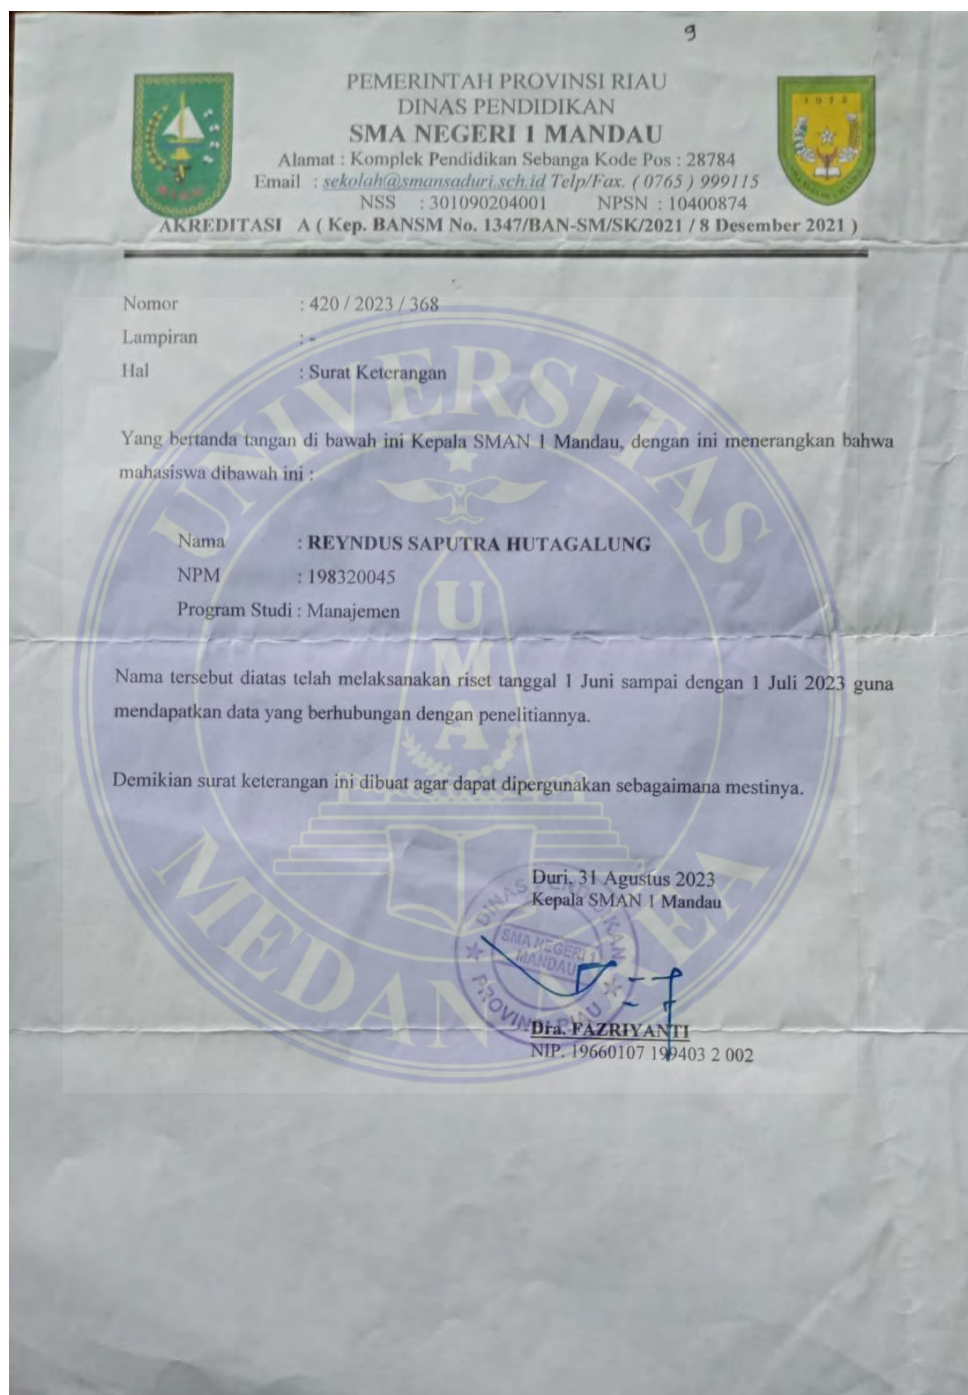 9
PEMERINTAH PROVINSI RIAU
DINAS PENDIDIKAN
SMA NEGERI 1 MANDAU
Alamat : Komplek Pendidikan Sebanga Kode Pos : 28784
Email : sekolah@smansaduri.sch.id Telp/Fax. ( 0765 ) 999115
NSS : 301090204001 NPSN : 10400874
AKREDITASI A ( Kep. BANSM No. 1347/BAN-SM/SK/2021 / 8 Desember 2021 )
RIAU
1973
Nomor : 420 / 2023 / 368
Lampiran : -
Hal : Surat Keterangan
Yang bertanda tangan di bawah ini Kepala SMAN 1 Mandau, dengan ini menerangkan bahwa
mahasiswa dibawah ini :
Nama : REYNDUS SAPUTRA HUTAGALUNG
NPM : 198320045
Program Studi : Manajemen
Nama tersebut diatas telah melaksanakan riset tanggal 1 Juni sampai dengan 1 Juli 2023 guna
mendapatkan data yang berhubungan dengan penelitiannya.
Demikian surat keterangan ini dibuat agar dapat dipergunakan sebagaimana mestinya.
Duri, 31 Agustus 2023
Kepala SMAN 1 Mandau
DINAS PENDIDIKAN
SMA NEGERI 1
MANDAU
PROVINSI RIAU
Dra. FAZRIYANTI
NIP. 19660107 199403 2 002
UNIVERSITAS
MEDAN AREA
UMA